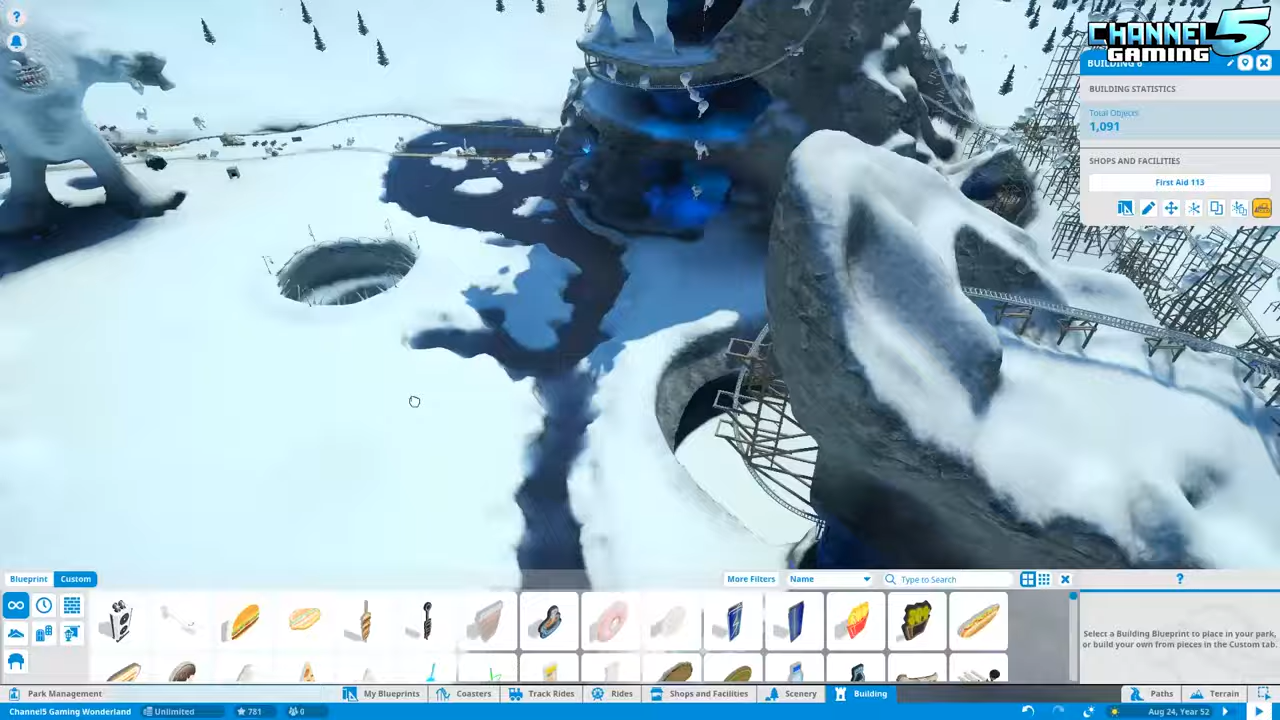 CHANNEL 5
GAMING
BUILDING 6
BUILDING STATISTICS
Total Objects
1,091
SHOPS AND FACILITIES
First Aid 113
Blueprint
Custom
More Filters
Name
Type to Search
?
Select a Building Blueprint to place in your park,
or build your own from pieces in the Custom tab.
Park Management
My Blueprints
Coasters
Track Rides
Rides
Shops and Facilities
Scenery
Building
Paths
Terrain
Channel5 Gaming Wonderland
Unlimited
781
0
Aug 24, Year 52